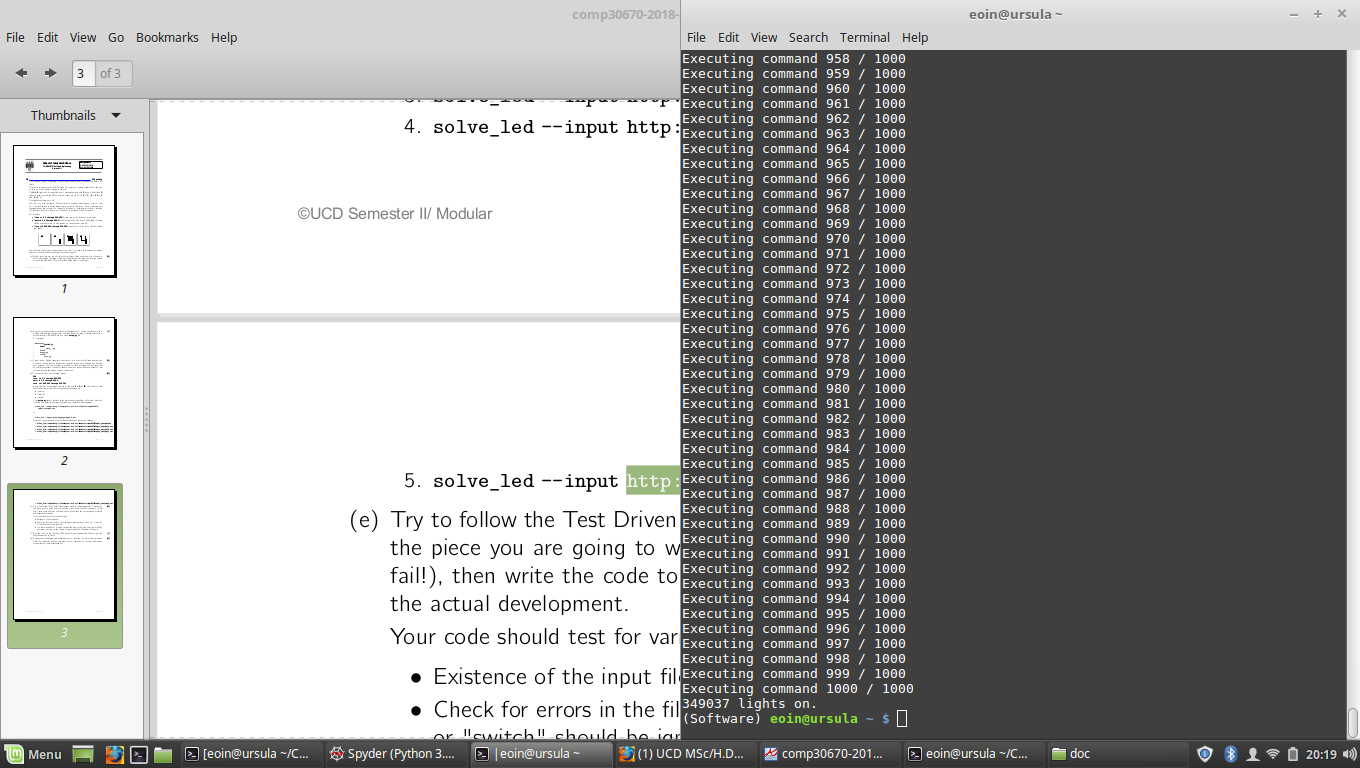 comp30670-2018-
File Edit View Go Bookmarks Help
3 of 3
Thumbnails
1
2
3
4. solve_led --input http:
©UCD Semester II/ Modular
5. solve_led --input http:
(e) Try to follow the Test Driven
the piece you are going to w
fail!), then write the code to
the actual development.
Your code should test for var
• Existence of the input file
• Check for errors in the fil
or "switch" should be ign
eoin@ursula ~
File Edit View Search Terminal Help
Executing command 958 / 1000
Executing command 959 / 1000
Executing command 960 / 1000
Executing command 961 / 1000
Executing command 962 / 1000
Executing command 963 / 1000
Executing command 964 / 1000
Executing command 965 / 1000
Executing command 966 / 1000
Executing command 967 / 1000
Executing command 968 / 1000
Executing command 969 / 1000
Executing command 970 / 1000
Executing command 971 / 1000
Executing command 972 / 1000
Executing command 973 / 1000
Executing command 974 / 1000
Executing command 975 / 1000
Executing command 976 / 1000
Executing command 977 / 1000
Executing command 978 / 1000
Executing command 979 / 1000
Executing command 980 / 1000
Executing command 981 / 1000
Executing command 982 / 1000
Executing command 983 / 1000
Executing command 984 / 1000
Executing command 985 / 1000
Executing command 986 / 1000
Executing command 987 / 1000
Executing command 988 / 1000
Executing command 989 / 1000
Executing command 990 / 1000
Executing command 991 / 1000
Executing command 992 / 1000
Executing command 993 / 1000
Executing command 994 / 1000
Executing command 995 / 1000
Executing command 996 / 1000
Executing command 997 / 1000
Executing command 998 / 1000
Executing command 999 / 1000
Executing command 1000 / 1000
349037 lights on.
(Software) eoin@ursula ~ $
Menu [eoin@ursula ~/C... Spyder (Python 3.... eoin@ursula ~ (1) UCD MSc/H.D... comp30670-201... eoin@ursula ~/C... doc 20:19